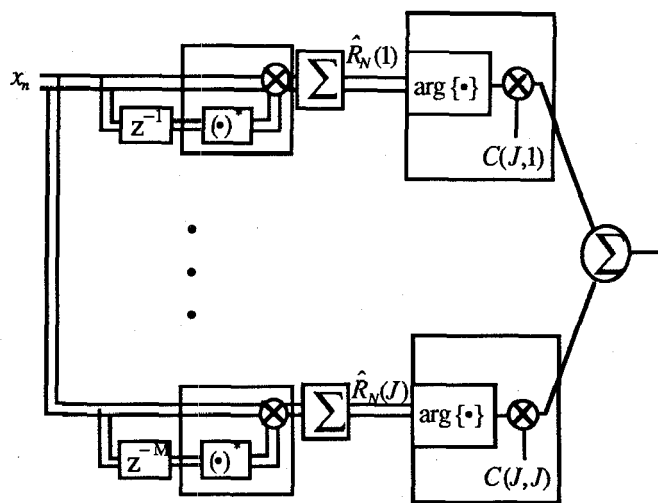 x_n
z^{-1}
(•)*
Σ
R̂_N(1)
arg {•}
C(J,1)
Σ
z^{-M}
(•)*
Σ
R̂_N(J)
arg {•}
C(J,J)